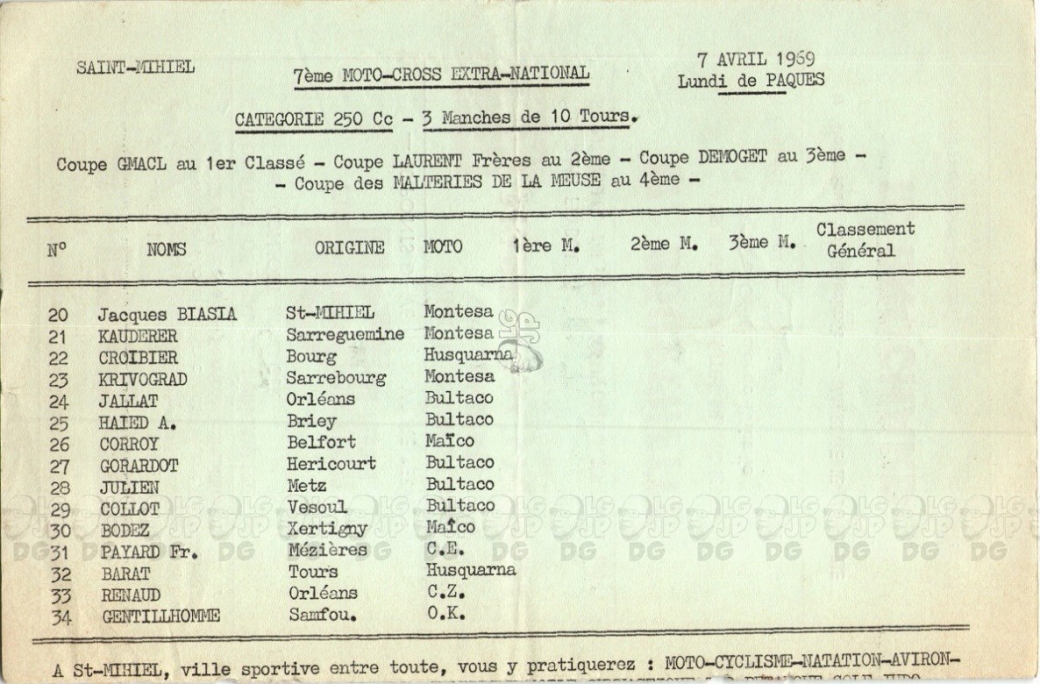 SAINT-MIHIEL
7ème MOTO-CROSS EXTRA-NATIONAL
7 AVRIL 1969
Lundi de PAQUES
CATEGORIE 250 Cc - 3 Manches de 10 Tours.
Coupe GMACL au 1er Classé - Coupe LAURENT Frères au 2ème - Coupe DEMOGET au 3ème -
- Coupe des MALTERIES DE LA MEUSE au 4ème -
N° NOMS ORIGINE MOTO 1ère M. 2ème M. 3ème M. Classement Général
20 Jacques BIASIA St-MIHIEL Montesa
21 KAUDERER Sarreguemine Montesa
22 CROIBIER Bourg Husquarna
23 KRIVOGRAD Sarrebourg Montesa
24 JALLAT Orléans Bultaco
25 HAIED A. Briey Bultaco
26 CORROY Belfort Maïco
27 GORARDOT Hericourt Bultaco
28 JULIEN Metz Bultaco
29 COLLOT Vesoul Bultaco
30 BODEZ Xertigny Maïco
31 PAYARD Fr. Mézières C.E.
32 BARAT Tours Husquarna
33 RENAUD Orléans C.Z.
34 GENTILLHOMME Samfou. O.K.
A St-MIHIEL, ville sportive entre toute, vous y pratiquerez : MOTO-CYCLISME-NATATION-AVIRON-